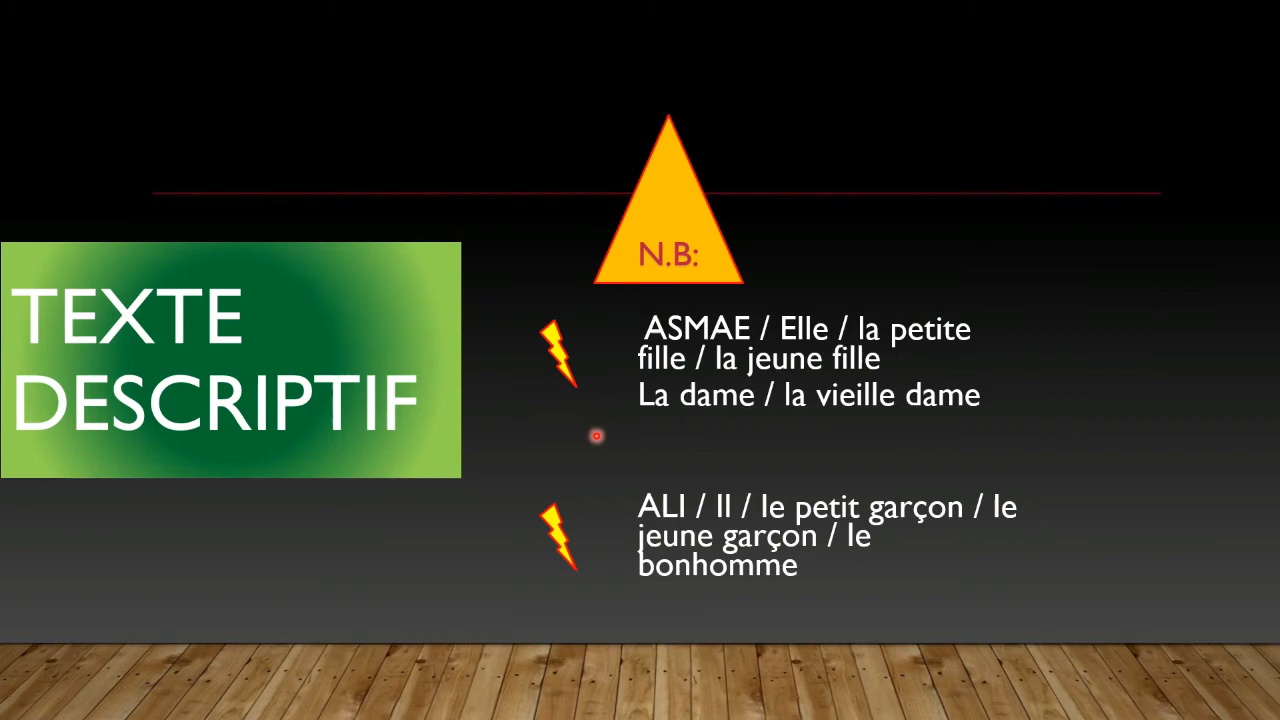 N.B:
TEXTE
DESCRIPTIF
ASMAE / Elle / la petite
fille / la jeune fille
La dame / la vieille dame
ALI / Il / le petit garçon / le
jeune garçon / le
bonhomme